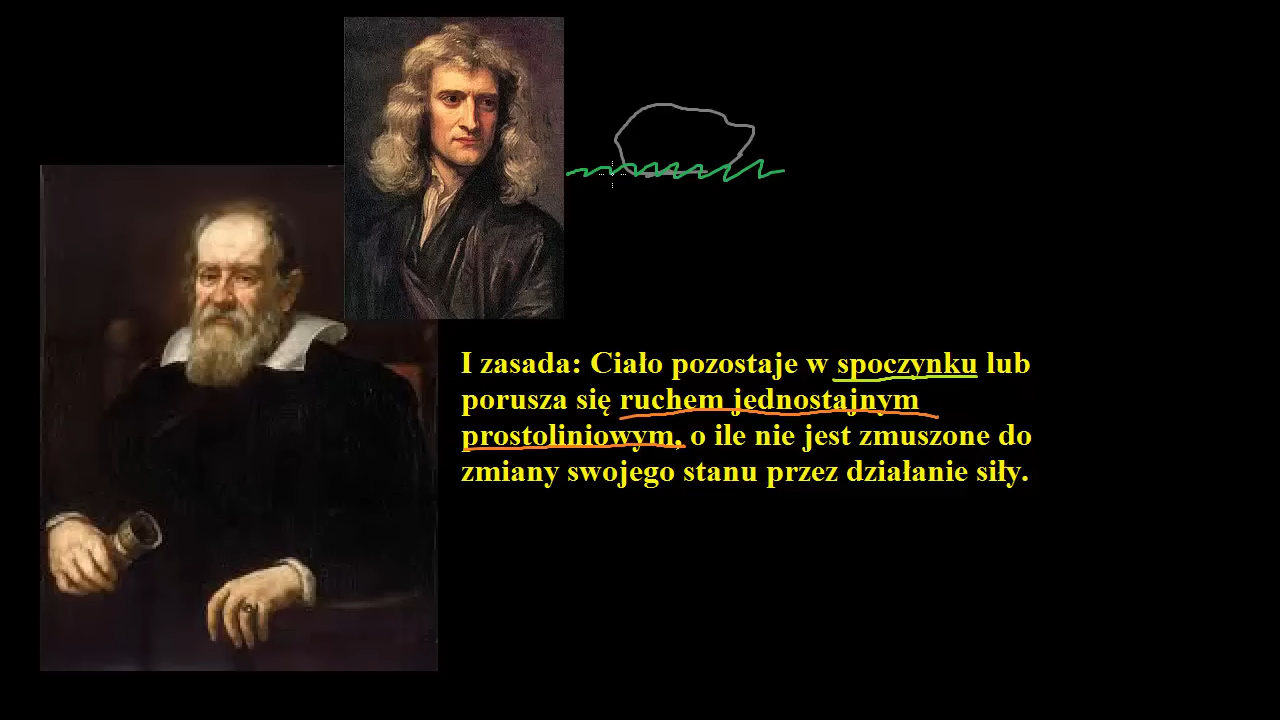 I zasada: Ciało pozostaje w spoczynku lub
porusza się ruchem jednostajnym
prostoliniowym, o ile nie jest zmuszone do
zmiany swojego stanu przez działanie siły.